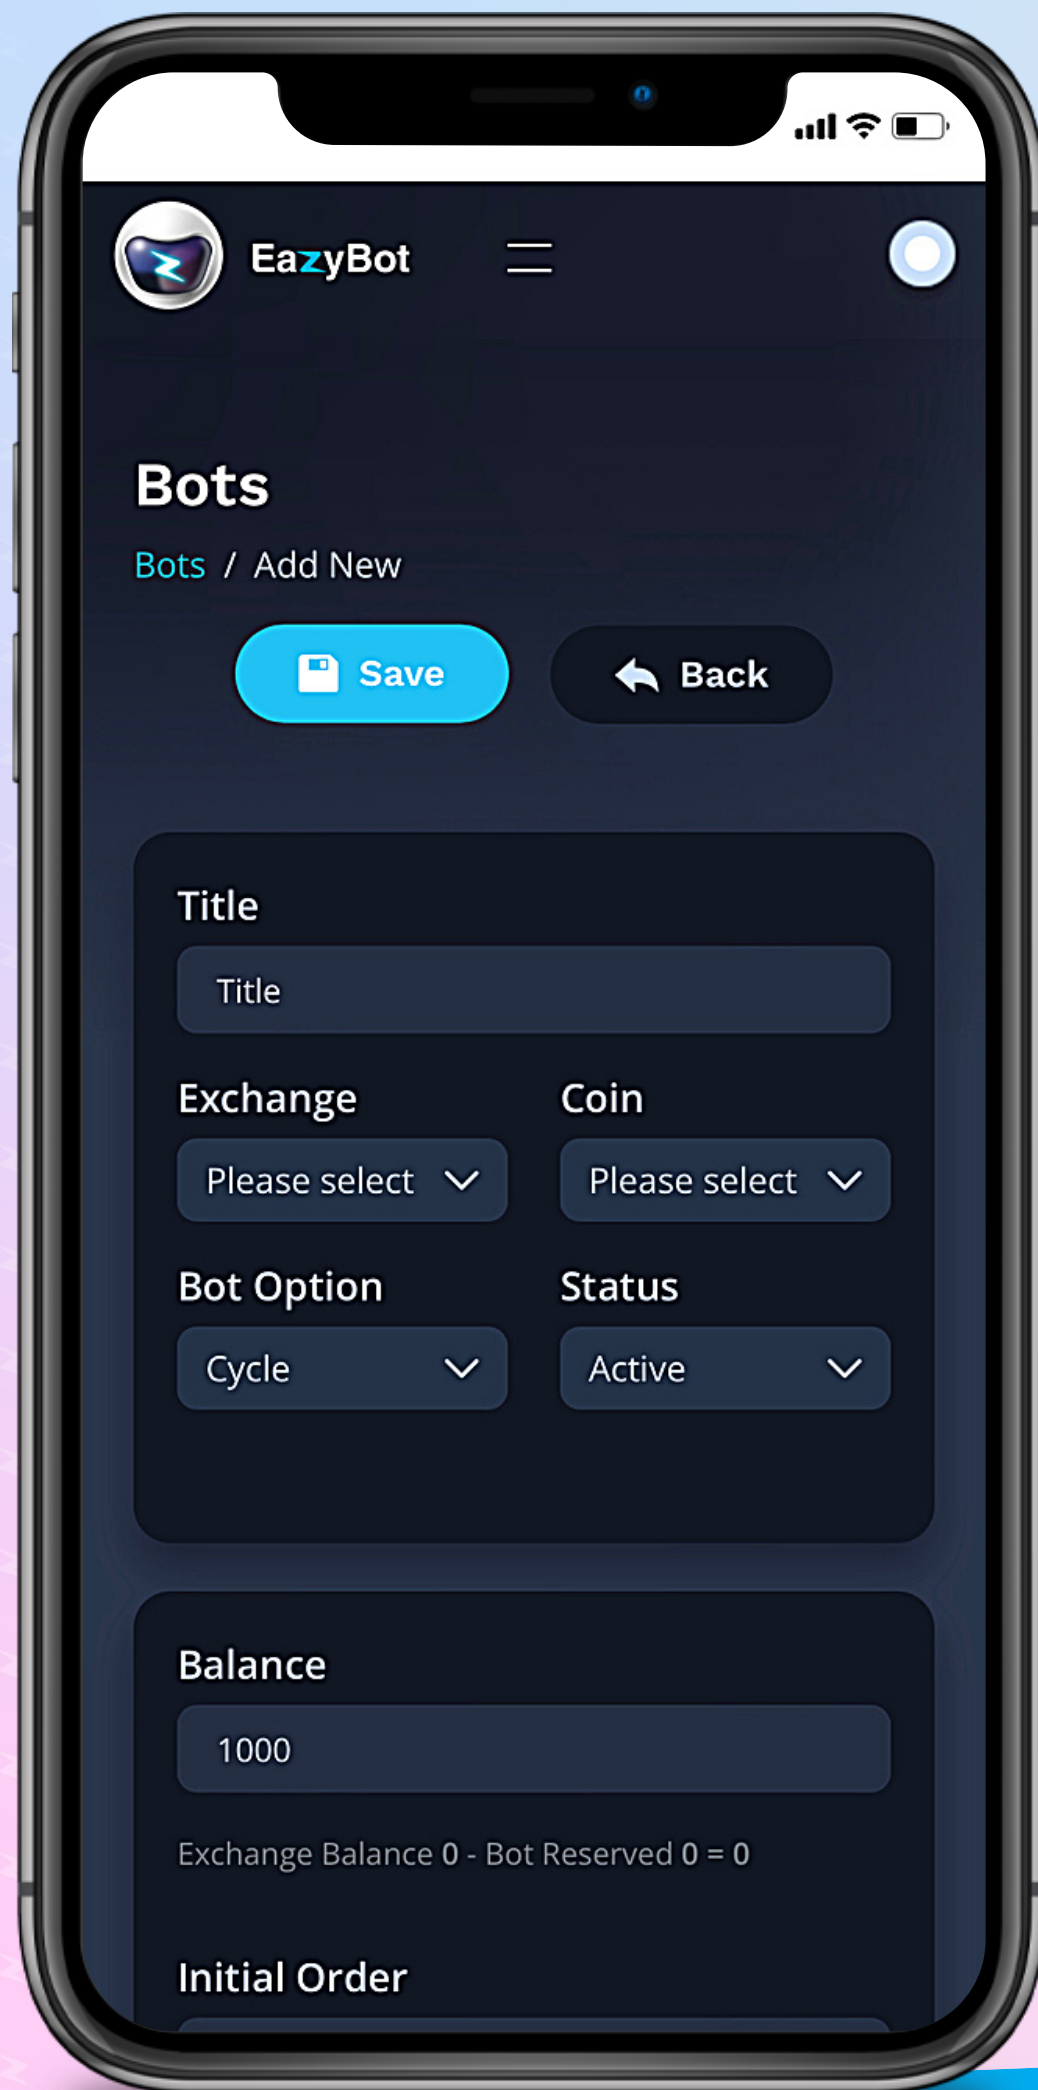 EazyBot
Bots
Bots / Add New
Save Back
Title
Title
Exchange Coin
Please select Please select
Bot Option Status
Cycle Active
Balance
1000
Exchange Balance 0 - Bot Reserved 0 = 0
Initial Order